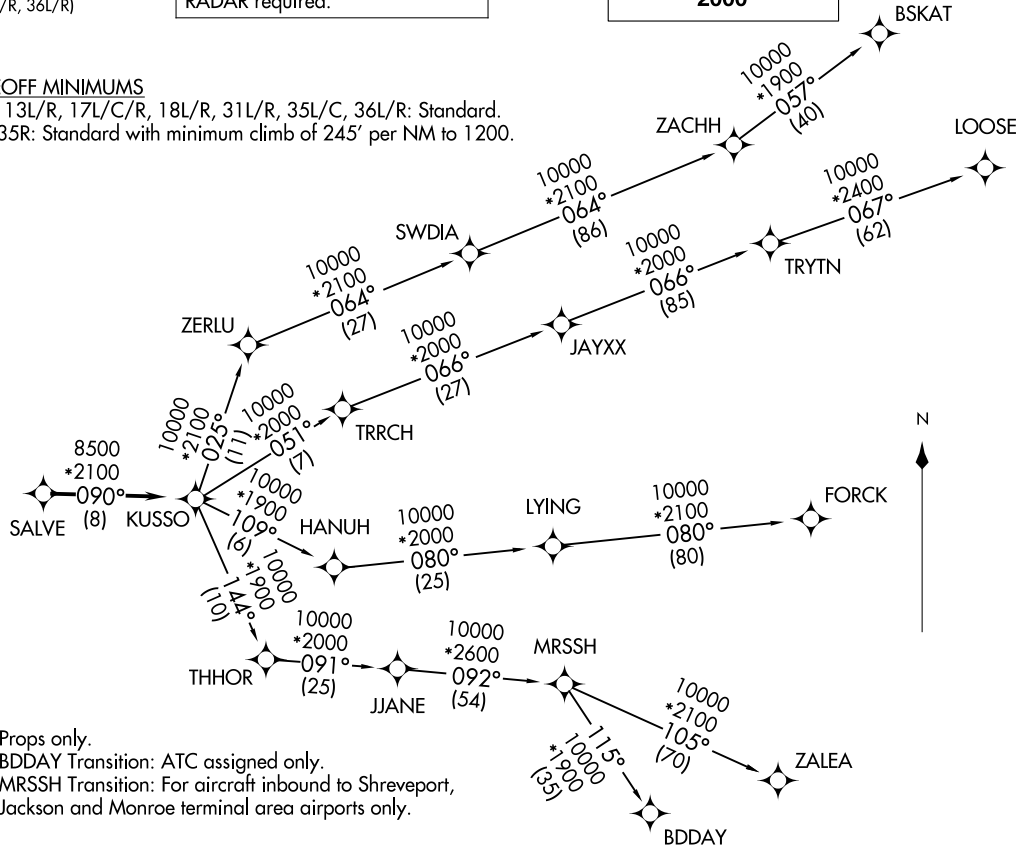 /R, 36L/R)
RADAR required.
2000
BSKAT
OFF MINIMUMS
13L/R, 17L/C/R, 18L/R, 31L/R, 35L/C, 36L/R: Standard.
35R: Standard with minimum climb of 245' per NM to 1200.
10000
*1900
057°
(40)
ZACHH
LOOSE
10000
*2100
064°
(86)
10000
*2400
067°
(62)
SWDIA
10000
*2100
064°
(27)
10000
*2000
066°
(85)
TRYTN
ZERLU
10000
*2000
066°
(27)
JAYXX
10000
*2100
025°
(11)
10000
*2000
051°
(7)
TRRCH
N
8500
*2100
090°
(8)
SALVE
KUSSO
10000
*1900
109°
(6)
HANUH
10000
*2000
080°
(25)
LYING
10000
*2100
080°
(80)
FORCK
10000
*1900
144°
(10)
THHOR
10000
*2000
091°
(25)
JJANE
10000
*2600
092°
(54)
MRSSH
10000
*2100
105°
(70)
ZALEA
115°
10000
*1900
(35)
BDDAY
Props only.
BDDAY Transition: ATC assigned only.
MRSSH Transition: For aircraft inbound to Shreveport,
Jackson and Monroe terminal area airports only.